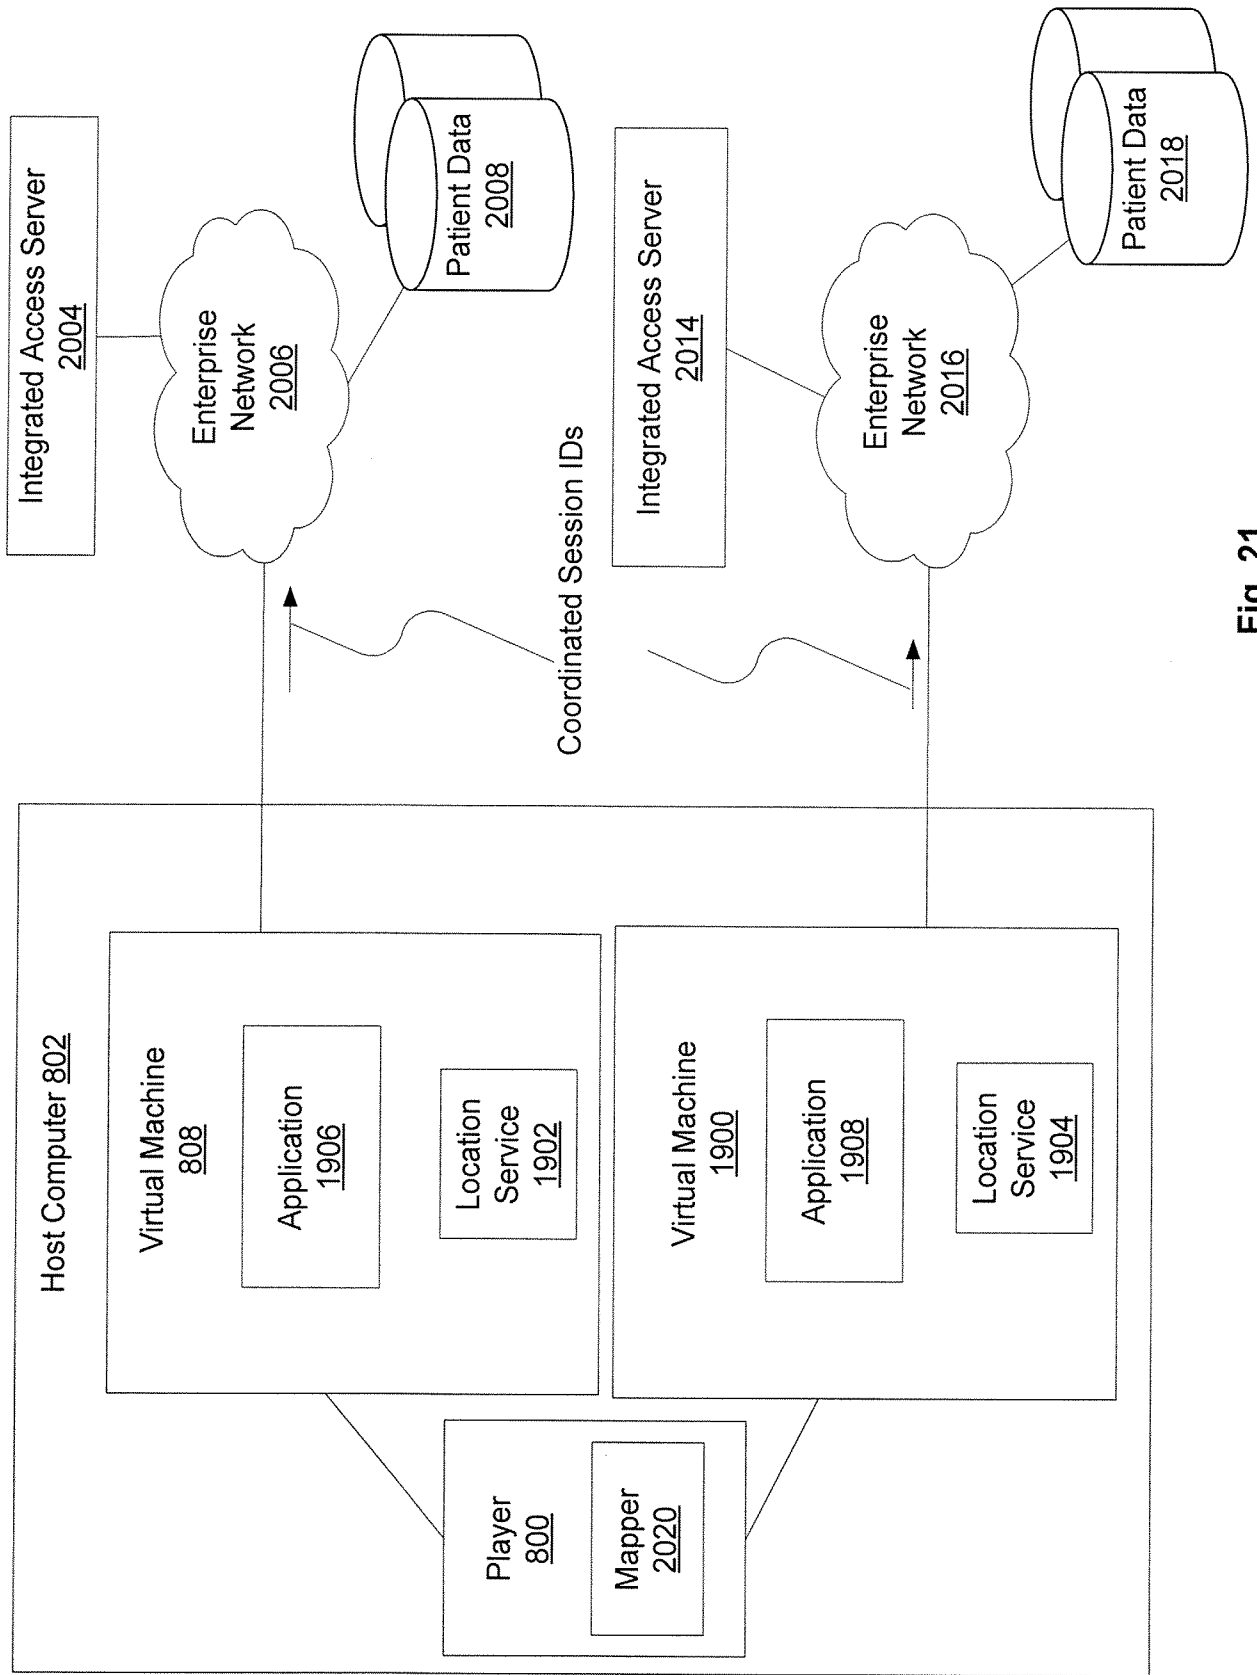 Host Computer 802
Player
800
Mapper
2020
Virtual Machine
808
Application
1906
Location
Service
1902
Virtual Machine
1900
Application
1908
Location
Service
1904
Coordinated Session IDs
Integrated Access Server
2004
Enterprise
Network
2006
Patient Data
2008
Integrated Access Server
2014
Enterprise
Network
2016
Patient Data
2018
Fig. 21